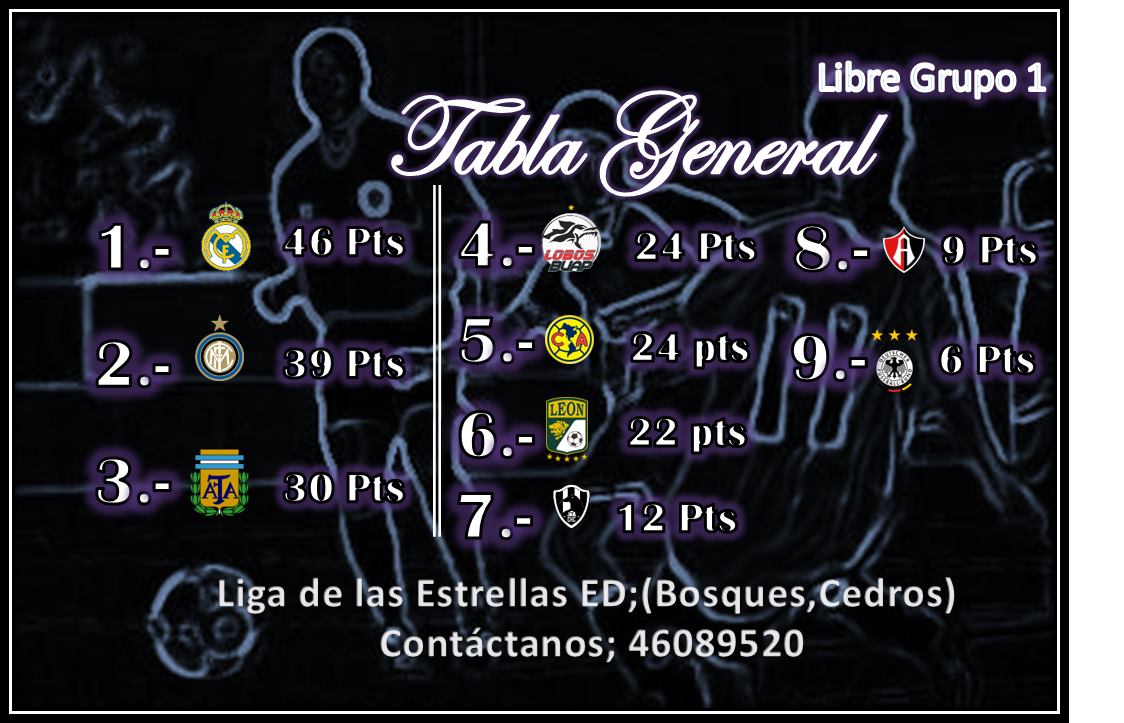 Libre Grupo 1
Tabla General
1.- 46 Pts
2.- 39 Pts
3.- 30 Pts
4.- LOBOS BUAP 24 Pts
5.- CA 24 pts
6.- LEON 22 pts
7.- 12 Pts
8.- A 9 Pts
9.- 6 Pts
Liga de las Estrellas ED;(Bosques,Cedros)
Contáctanos; 46089520